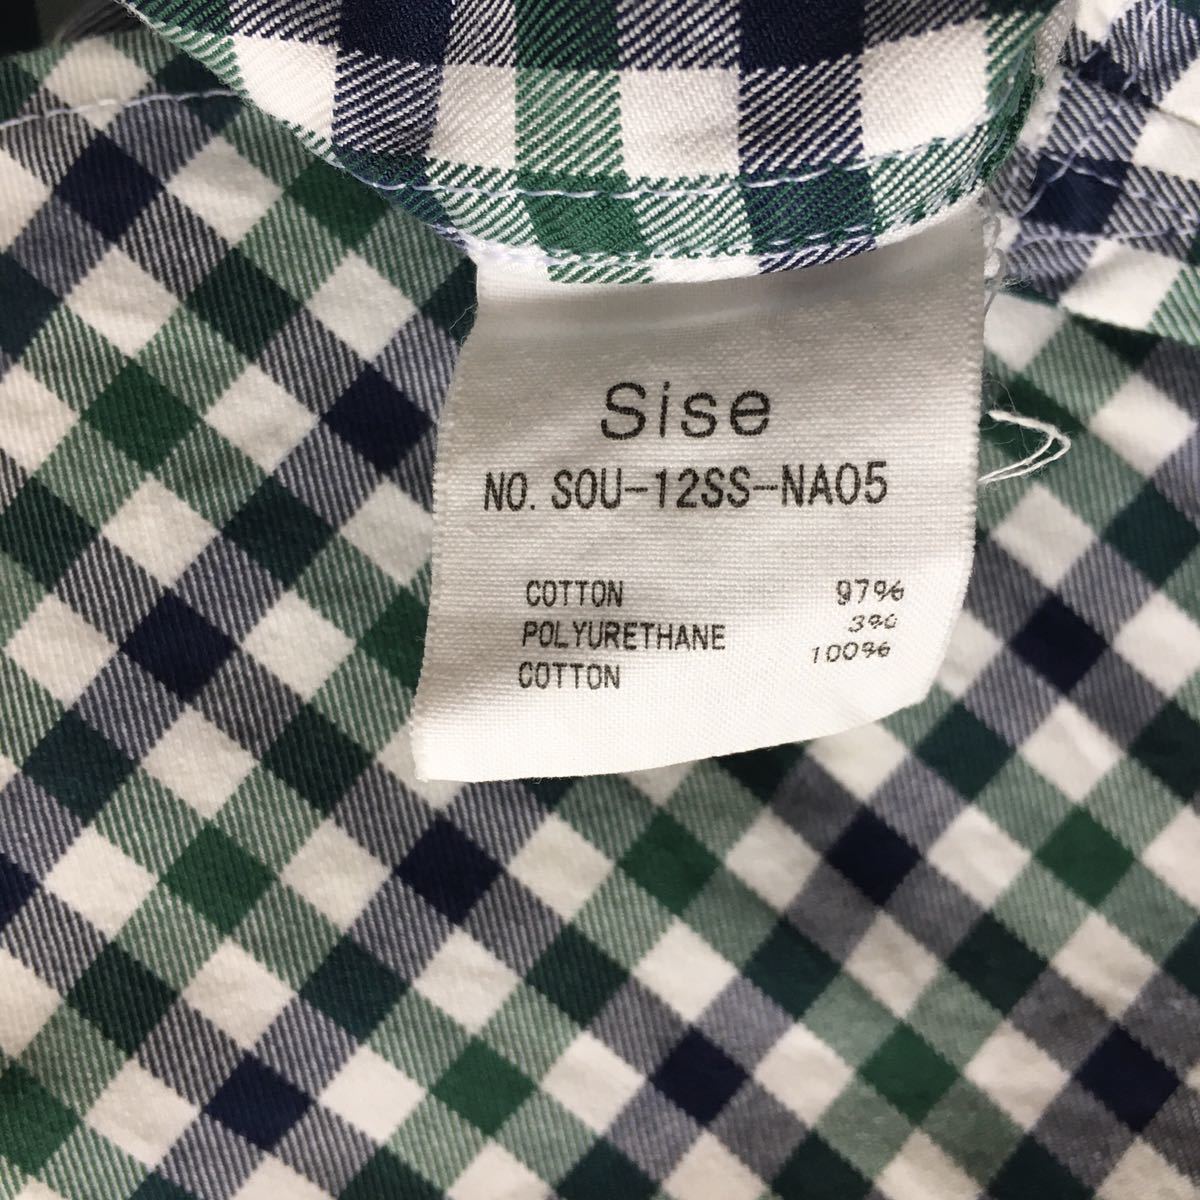 Sise
NO. SOU-12SS-NA05
COTTON 97%
POLYURETHANE 3%
COTTON 100%